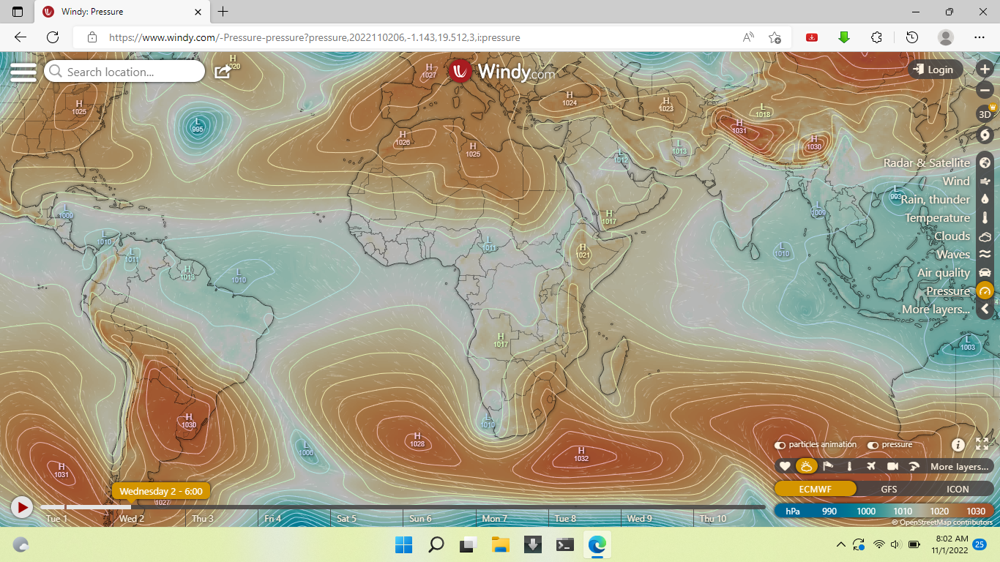 Windy: Pressure
https://www.windy.com/-Pressure-pressure?pressure,2022110206,-1.143,19.512,3,i:pressure
Search location...
Windy.com
Login
3D
H
1020
H
1027
H
1025
L
995
H
1024
H
1023
L
1018
H
1031
H
1030
H
1026
H
1025
L
1013
L
1012
Radar & Satellite
Wind
L
993
Rain, thunder
Temperature
Clouds
Waves
Air quality
Pressure
More layers...
L
1009
H
1017
L
1009
L
1010
L
1011
L
1011
H
1021
L
1010
H
1013
L
1010
H
1017
L
1003
H
1030
L
1010
L
1006
H
1028
H
1032
H
1031
1027
particles animation
pressure
More layers...
ECMWF
GFS
ICON
hPa 990 1000 1010 1020 1030
© OpenStreetMap contributors
Wednesday 2 - 6:00
Tue 1
Wed 2
Thu 3
Fri 4
Sat 5
Sun 6
Mon 7
Tue 8
Wed 9
Thu 10
8:02 AM
11/1/2022
25